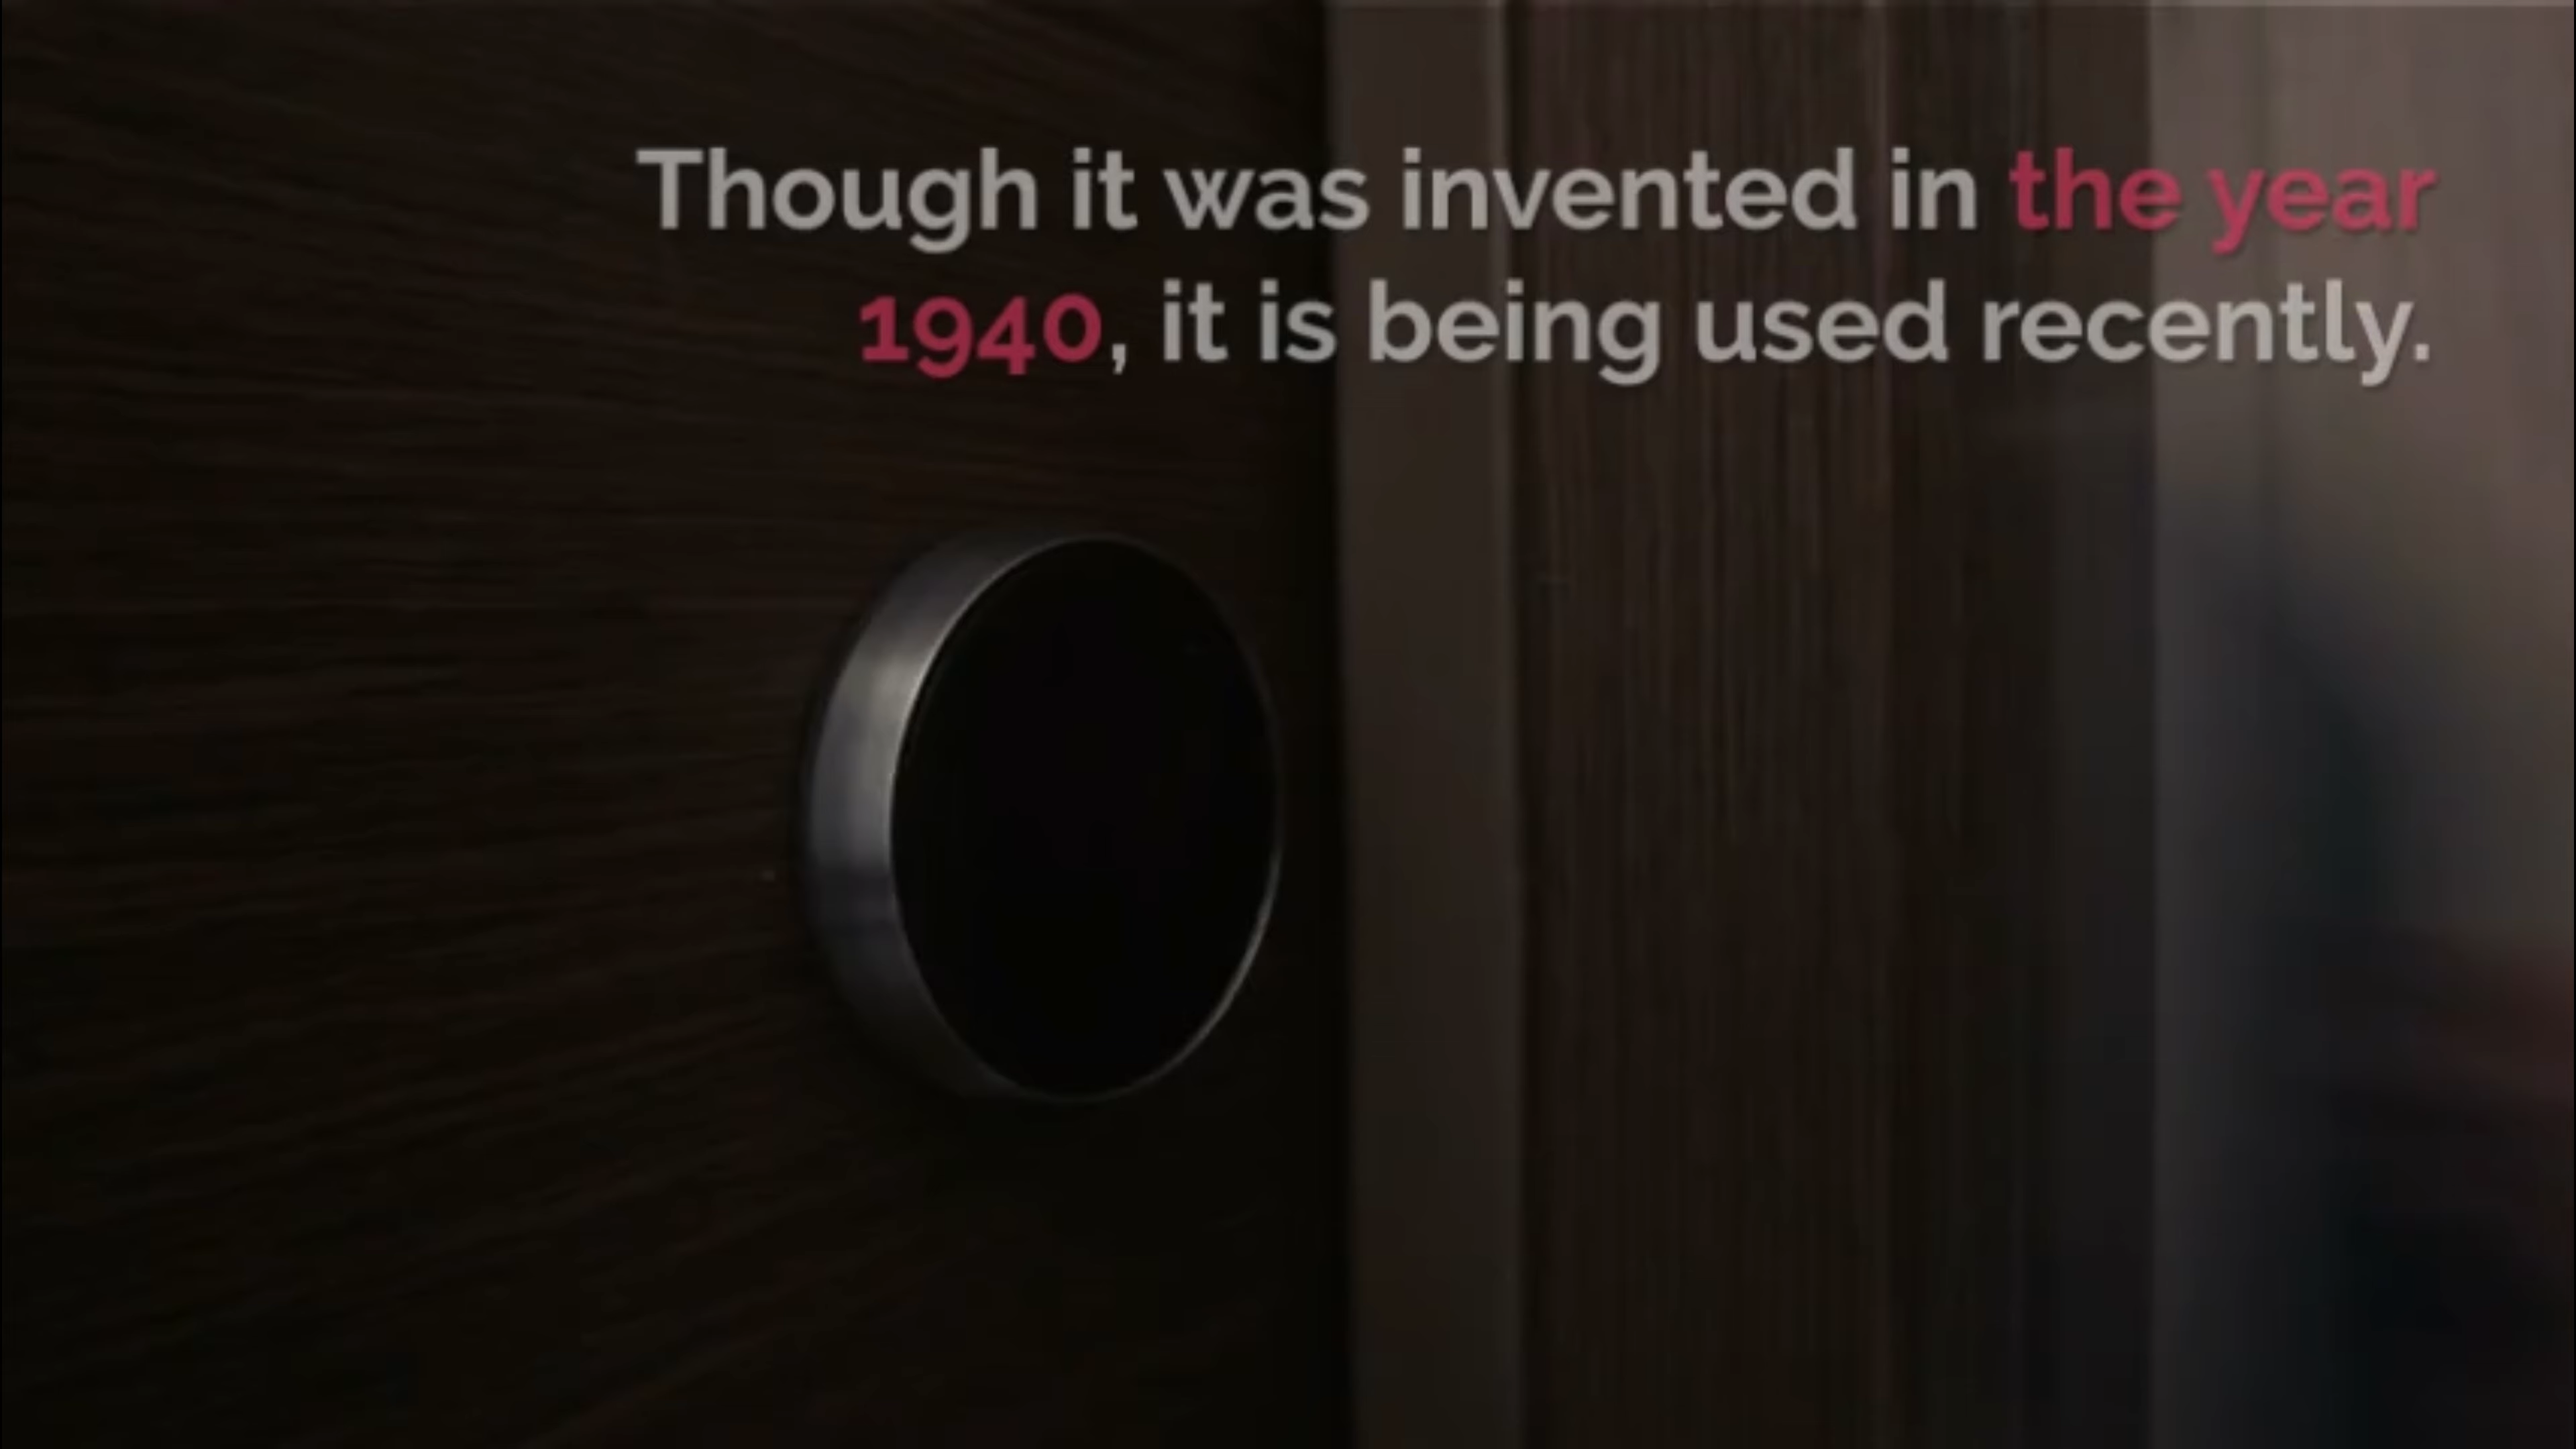 Though it was invented in the year
1940, it is being used recently.